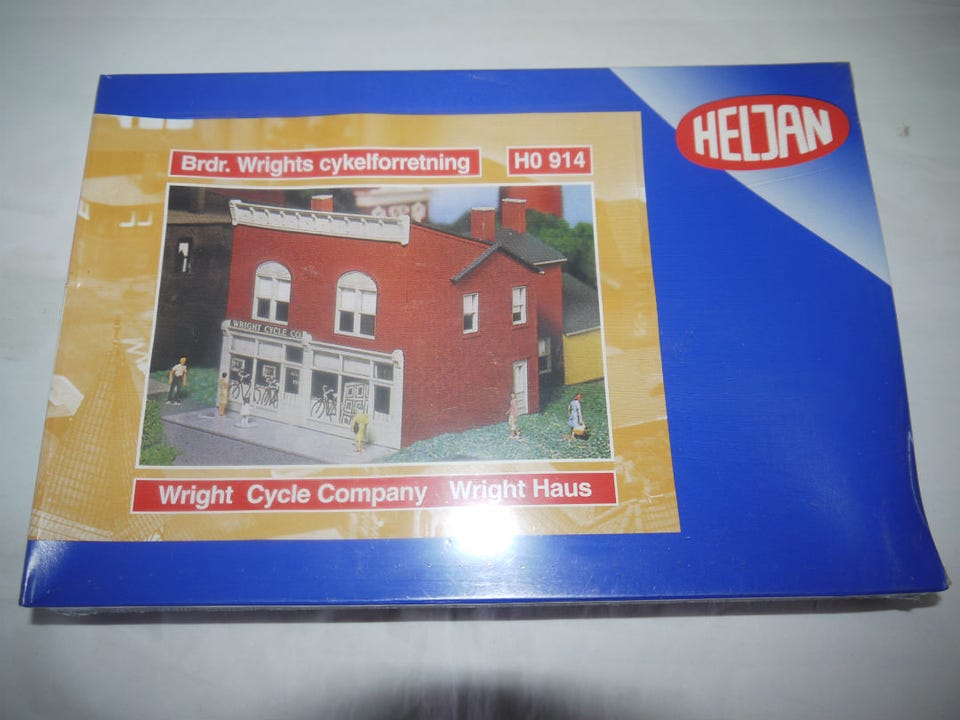 HELJAN
Brdr. Wrights cykelforretning
H0 914
WRIGHT CYCLE CO.
Wright Cycle Company Wright Haus